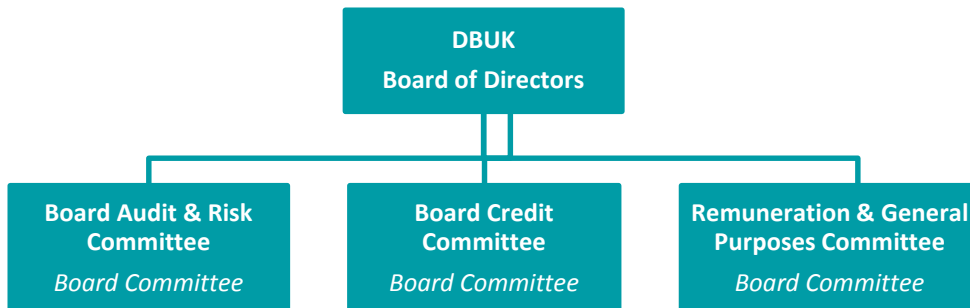 DBUK
Board of Directors
Board Audit & Risk
Committee
Board Committee
Board Credit
Committee
Board Committee
Remuneration & General
Purposes Committee
Board Committee